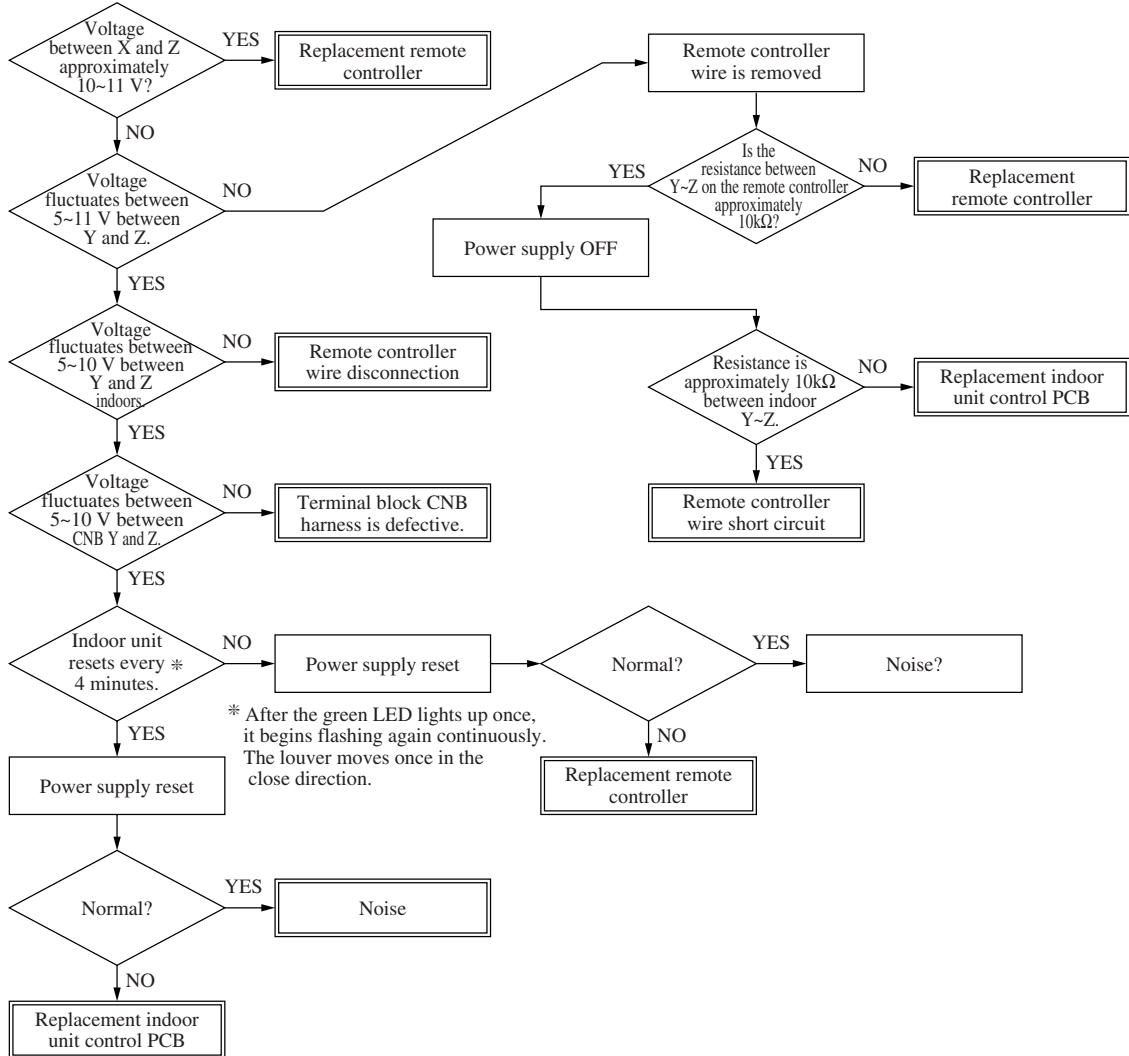 Voltage
between X and Z
approximately
10~11 V?
YES
Replacement remote
controller
Remote controller
wire is removed
NO
Voltage
fluctuates between
5~11 V between
Y and Z.
NO
YES
Is the
resistance between
Y~Z on the remote controller
approximately
10kΩ?
NO
Replacement
remote controller
Power supply OFF
YES
Voltage
fluctuates between
5~10 V between
Y and Z
indoors.
NO
Remote controller
wire disconnection
Resistance is
approximately 10kΩ
between indoor
Y~Z.
NO
Replacement indoor
unit control PCB
YES
YES
Remote controller
wire short circuit
Voltage
fluctuates between
5~10 V between
CNB Y and Z.
NO
Terminal block CNB
harness is defective.
YES
Indoor unit
resets every *
4 minutes.
NO
Power supply reset
Normal?
YES
Noise?
NO
Replacement remote
controller
* After the green LED lights up once,
it begins flashing again continuously.
The louver moves once in the
close direction.
YES
Power supply reset
Normal?
YES
Noise
NO
Replacement indoor
unit control PCB